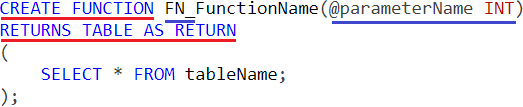 CREATE FUNCTION FN_FunctionName(@parameterName INT)
RETURNS TABLE AS RETURN
(
    SELECT * FROM tableName;
);